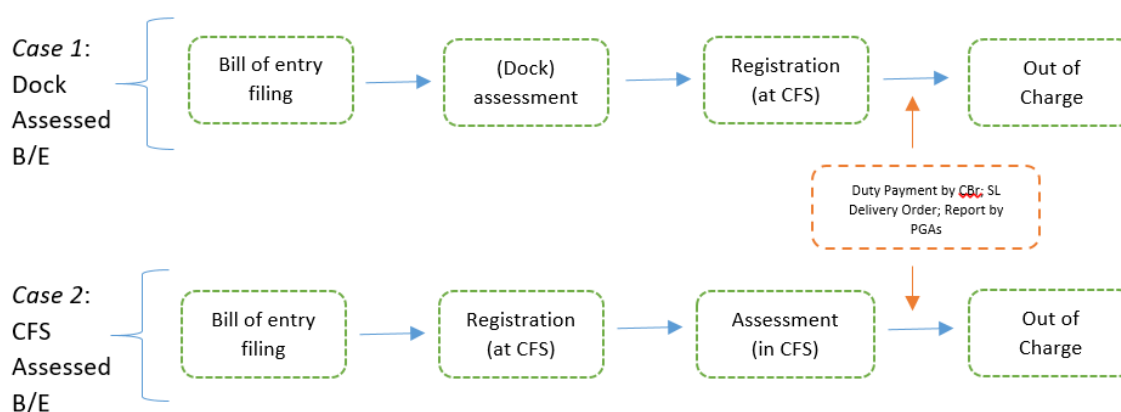 Case 1:
Dock
Assessed
B/E
Bill of entry
filing
(Dock)
assessment
Registration
(at CFS)
Out of
Charge
Duty Payment by CBr; SL
Delivery Order; Report by
PGAs
Case 2:
CFS
Assessed
B/E
Bill of entry
filing
Registration
(at CFS)
Assessment
(in CFS)
Out of
Charge